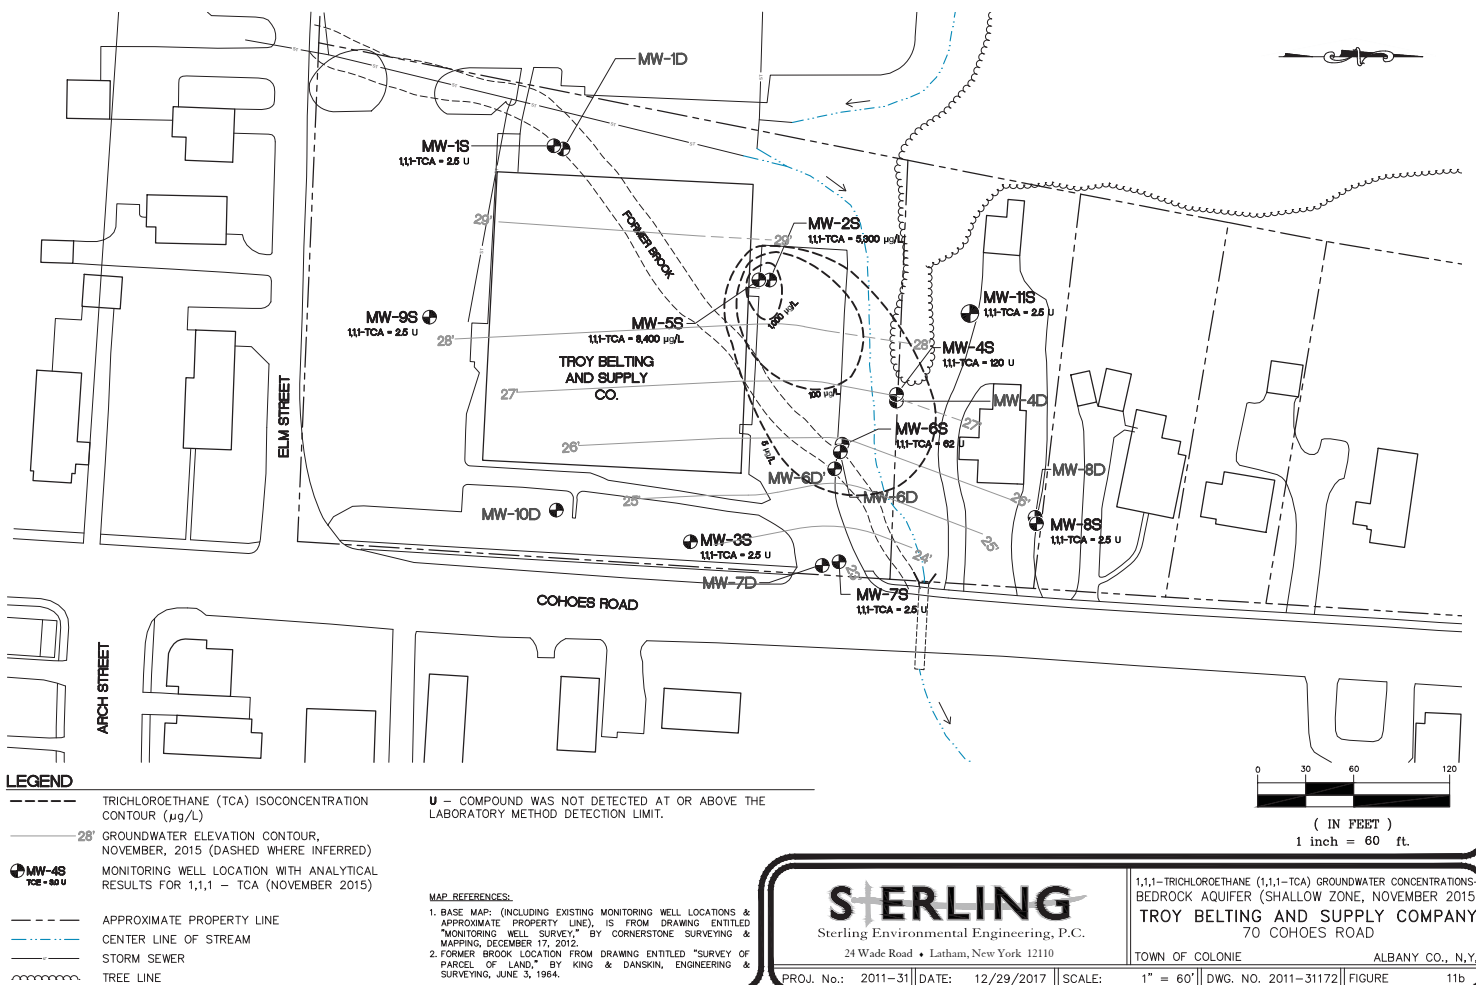 MW-1D
MW-1S
1,1,1-TCA = 2.5 U
29'
FORMER BROOK
MW-2S
1,1,1-TCA = 5,300 µg/L
29'
MW-9S
1,1,1-TCA = 2.5 U
MW-5S
1,1,1-TCA = 8,400 µg/L
1,000 µg/L
MW-11S
1,1,1-TCA = 2.5 U
28'
28'
MW-4S
1,1,1-TCA = 120 U
TROY BELTING
AND SUPPLY
CO.
27'
100 µg/L
MW-4D
27'
ELM STREET
26'
5 µg/L
MW-6S
1,1,1-TCA = 62 U
MW-6D'
MW-6D
MW-8D
26'
25'
MW-10D
MW-3S
1,1,1-TCA = 2.5 U
MW-8S
1,1,1-TCA = 2.5 U
25'
24'
MW-7D
MW-7S
1,1,1-TCA = 2.5 U
COHOES ROAD
ARCH STREET
LEGEND
TRICHLOROETHANE (TCA) ISOCONCENTRATION
CONTOUR (µg/L)
28' GROUNDWATER ELEVATION CONTOUR,
NOVEMBER, 2015 (DASHED WHERE INFERRED)
MW-4S
TCE = 8.0 U
MONITORING WELL LOCATION WITH ANALYTICAL
RESULTS FOR 1,1,1 - TCA (NOVEMBER 2015)
APPROXIMATE PROPERTY LINE
CENTER LINE OF STREAM
STORM SEWER
TREE LINE
U - COMPOUND WAS NOT DETECTED AT OR ABOVE THE
LABORATORY METHOD DETECTION LIMIT.
MAP REFERENCES:
1. BASE MAP: (INCLUDING EXISTING MONITORING WELL LOCATIONS &
APPROXIMATE PROPERTY LINE), IS FROM DRAWING ENTITLED
"MONITORING WELL SURVEY," BY CORNERSTONE SURVEYING &
MAPPING, DECEMBER 17, 2012.
2. FORMER BROOK LOCATION FROM DRAWING ENTITLED "SURVEY OF
PARCEL OF LAND," BY KING & DANSKIN, ENGINEERING &
SURVEYING, JUNE 3, 1964.
0 30 60 120
( IN FEET )
1 inch = 60 ft.
STERLING
Sterling Environmental Engineering, P.C.
24 Wade Road ♦ Latham, New York 12110
1,1,1-TRICHLOROETHANE (1,1,1-TCA) GROUNDWATER CONCENTRATIONS-
BEDROCK AQUIFER (SHALLOW ZONE, NOVEMBER 2015
TROY BELTING AND SUPPLY COMPANY
70 COHOES ROAD
TOWN OF COLONIE ALBANY CO., N.Y.
PROJ. No.: 2011-31 DATE: 12/29/2017 SCALE: 1" = 60' DWG. NO. 2011-31172 FIGURE 11b